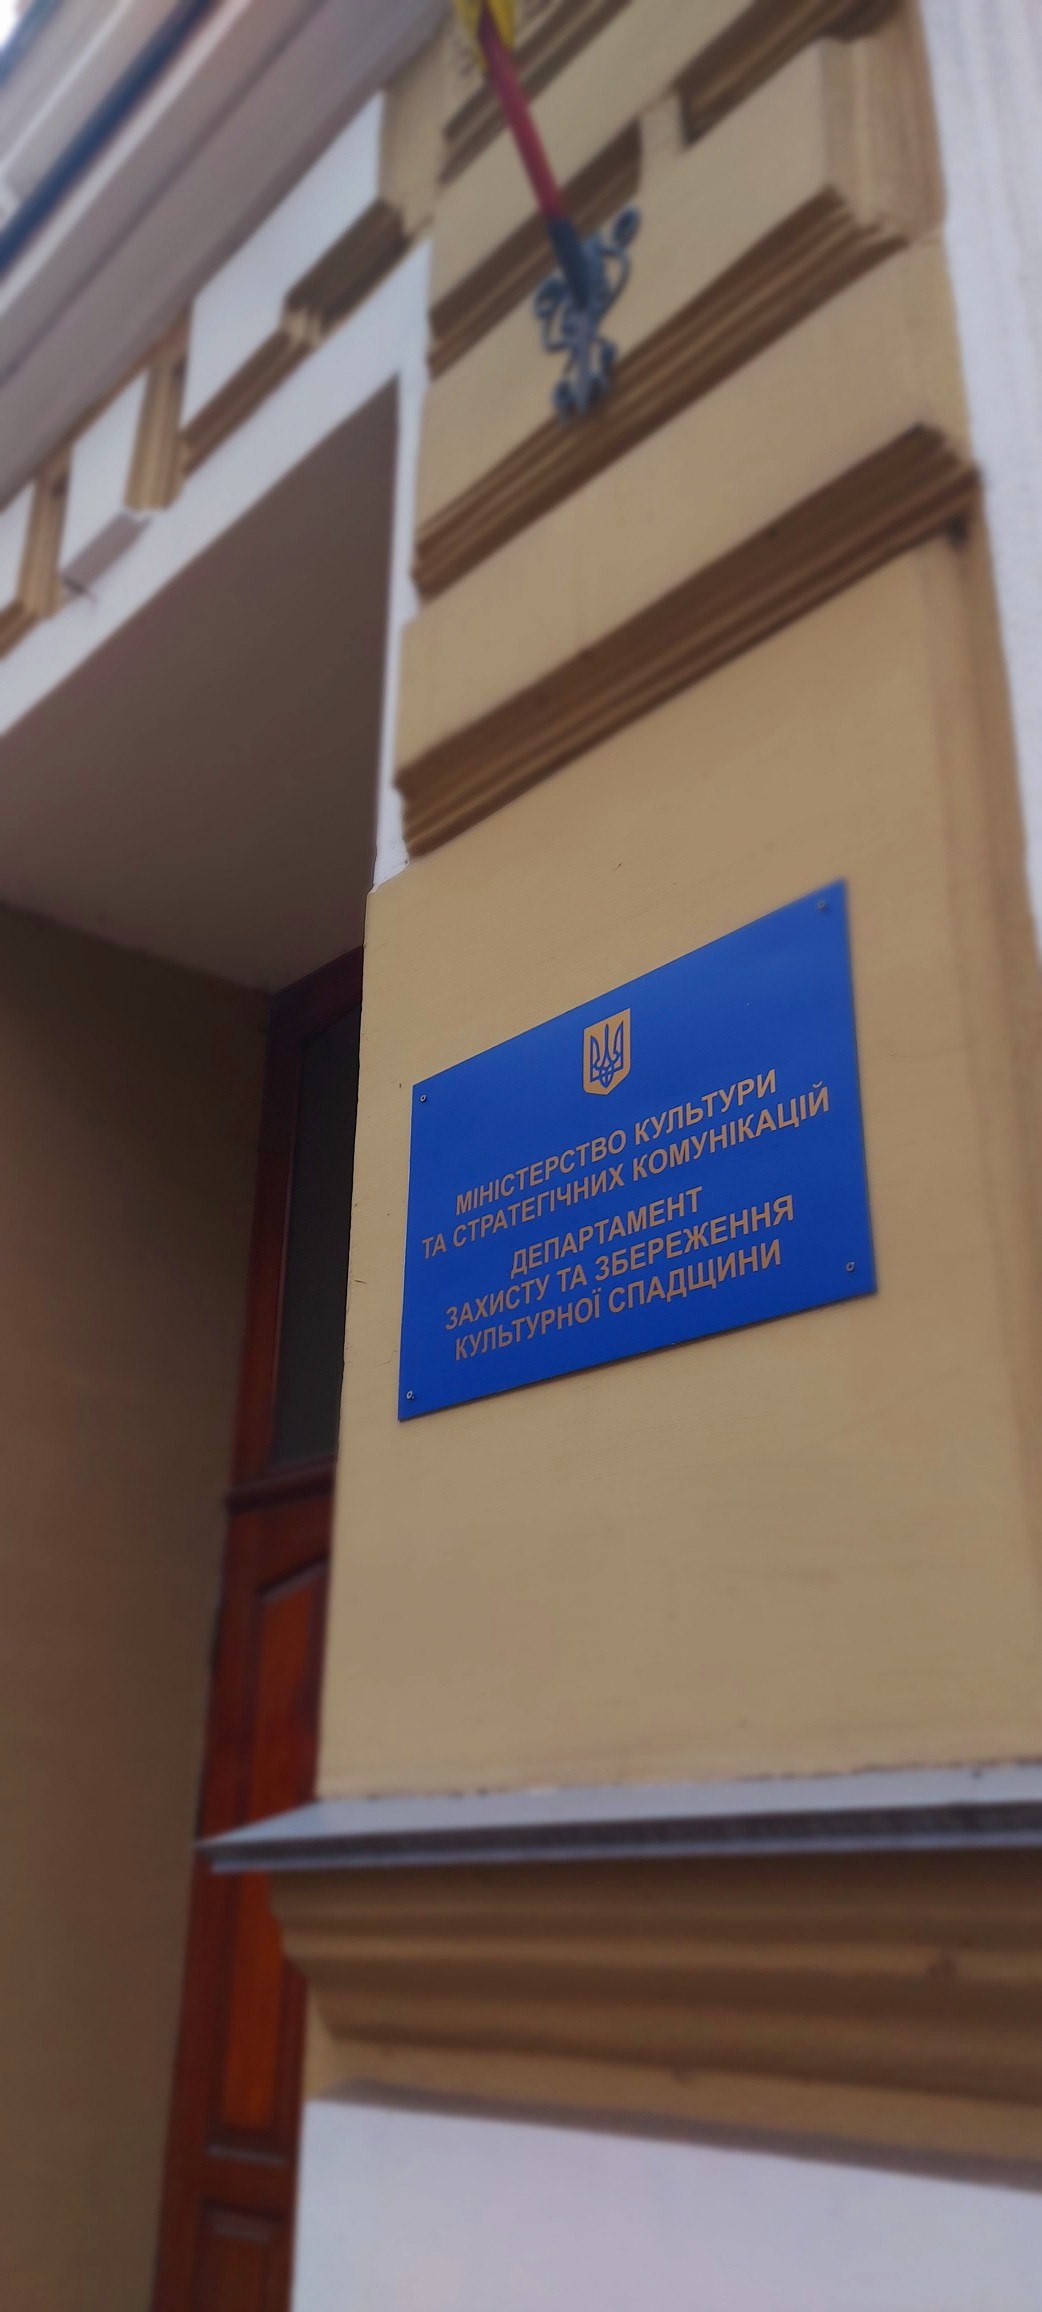 МІНІСТЕРСТВО КУЛЬТУРИ
ТА СТРАТЕГІЧНИХ КОМУНІКАЦІЙ
ДЕПАРТАМЕНТ
ЗАХИСТУ ТА ЗБЕРЕЖЕННЯ
КУЛЬТУРНОЇ СПАДЩИНИ